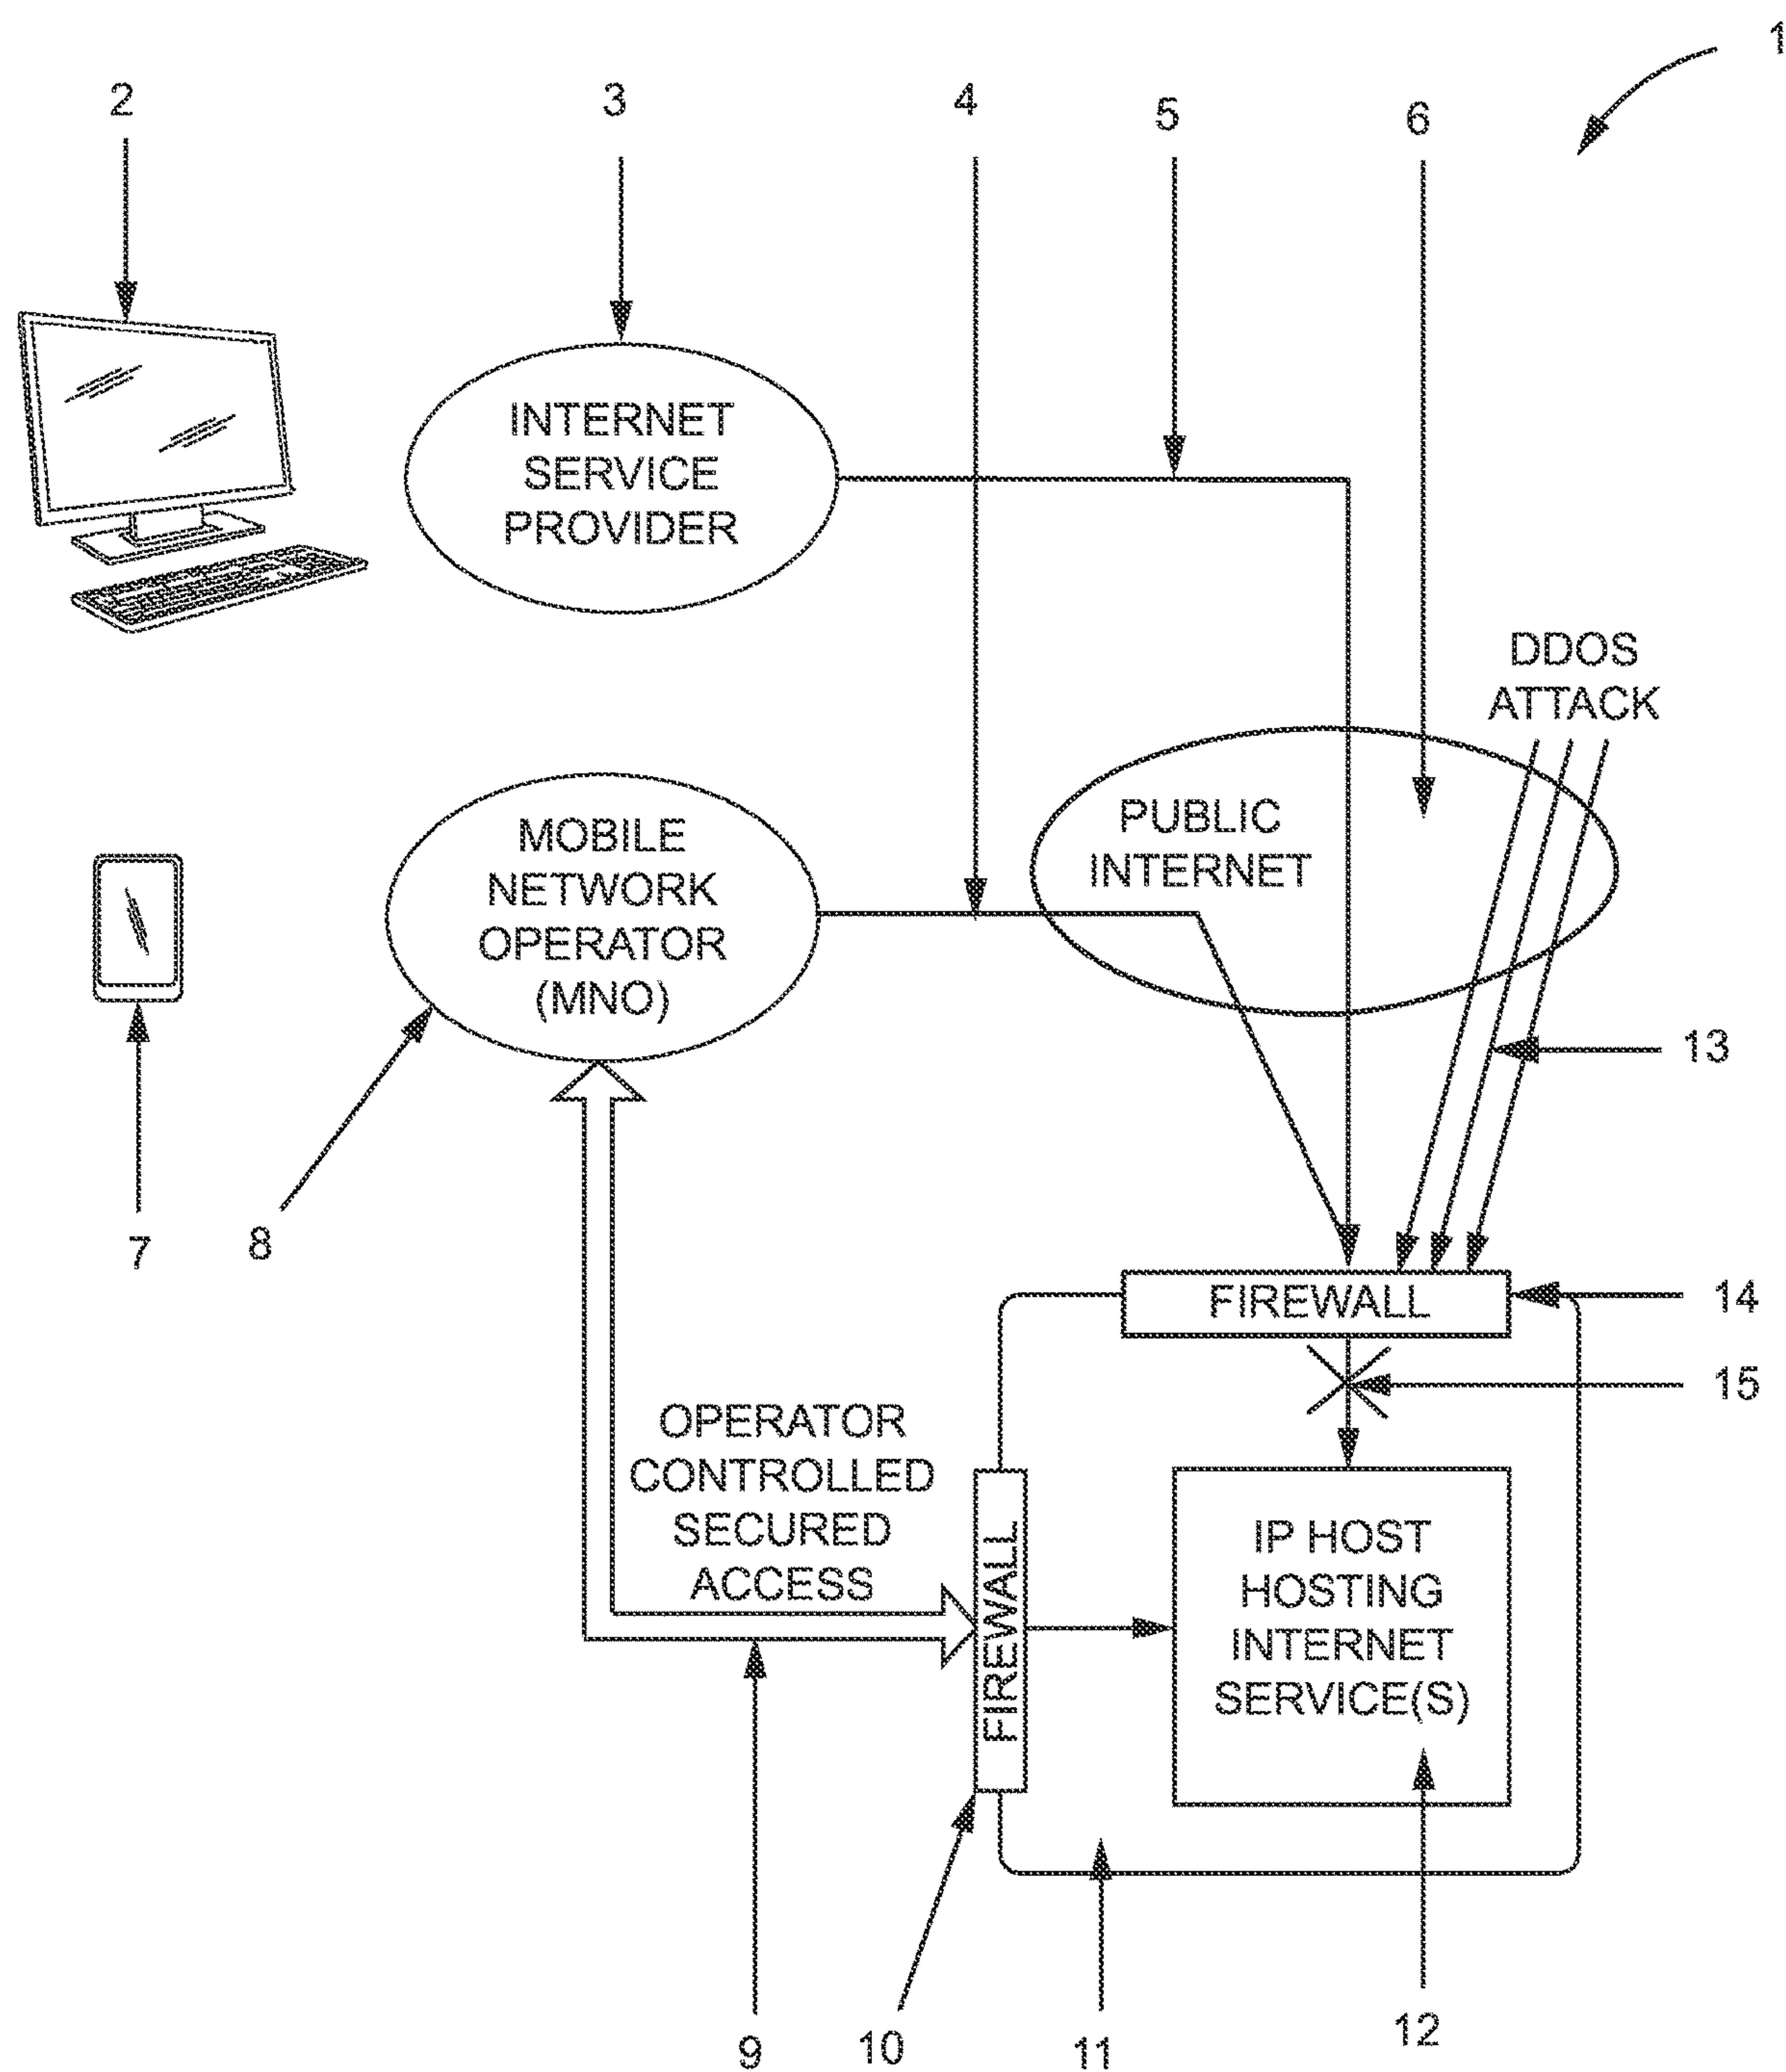 1
2
3
4
5
6
INTERNET
SERVICE
PROVIDER
DDOS
ATTACK
PUBLIC
INTERNET
MOBILE
NETWORK
OPERATOR
(MNO)
7
8
13
FIREWALL
14
15
OPERATOR
CONTROLLED
SECURED
ACCESS
FIREWALL
IP HOST
HOSTING
INTERNET
SERVICE(S)
9
10
11
12